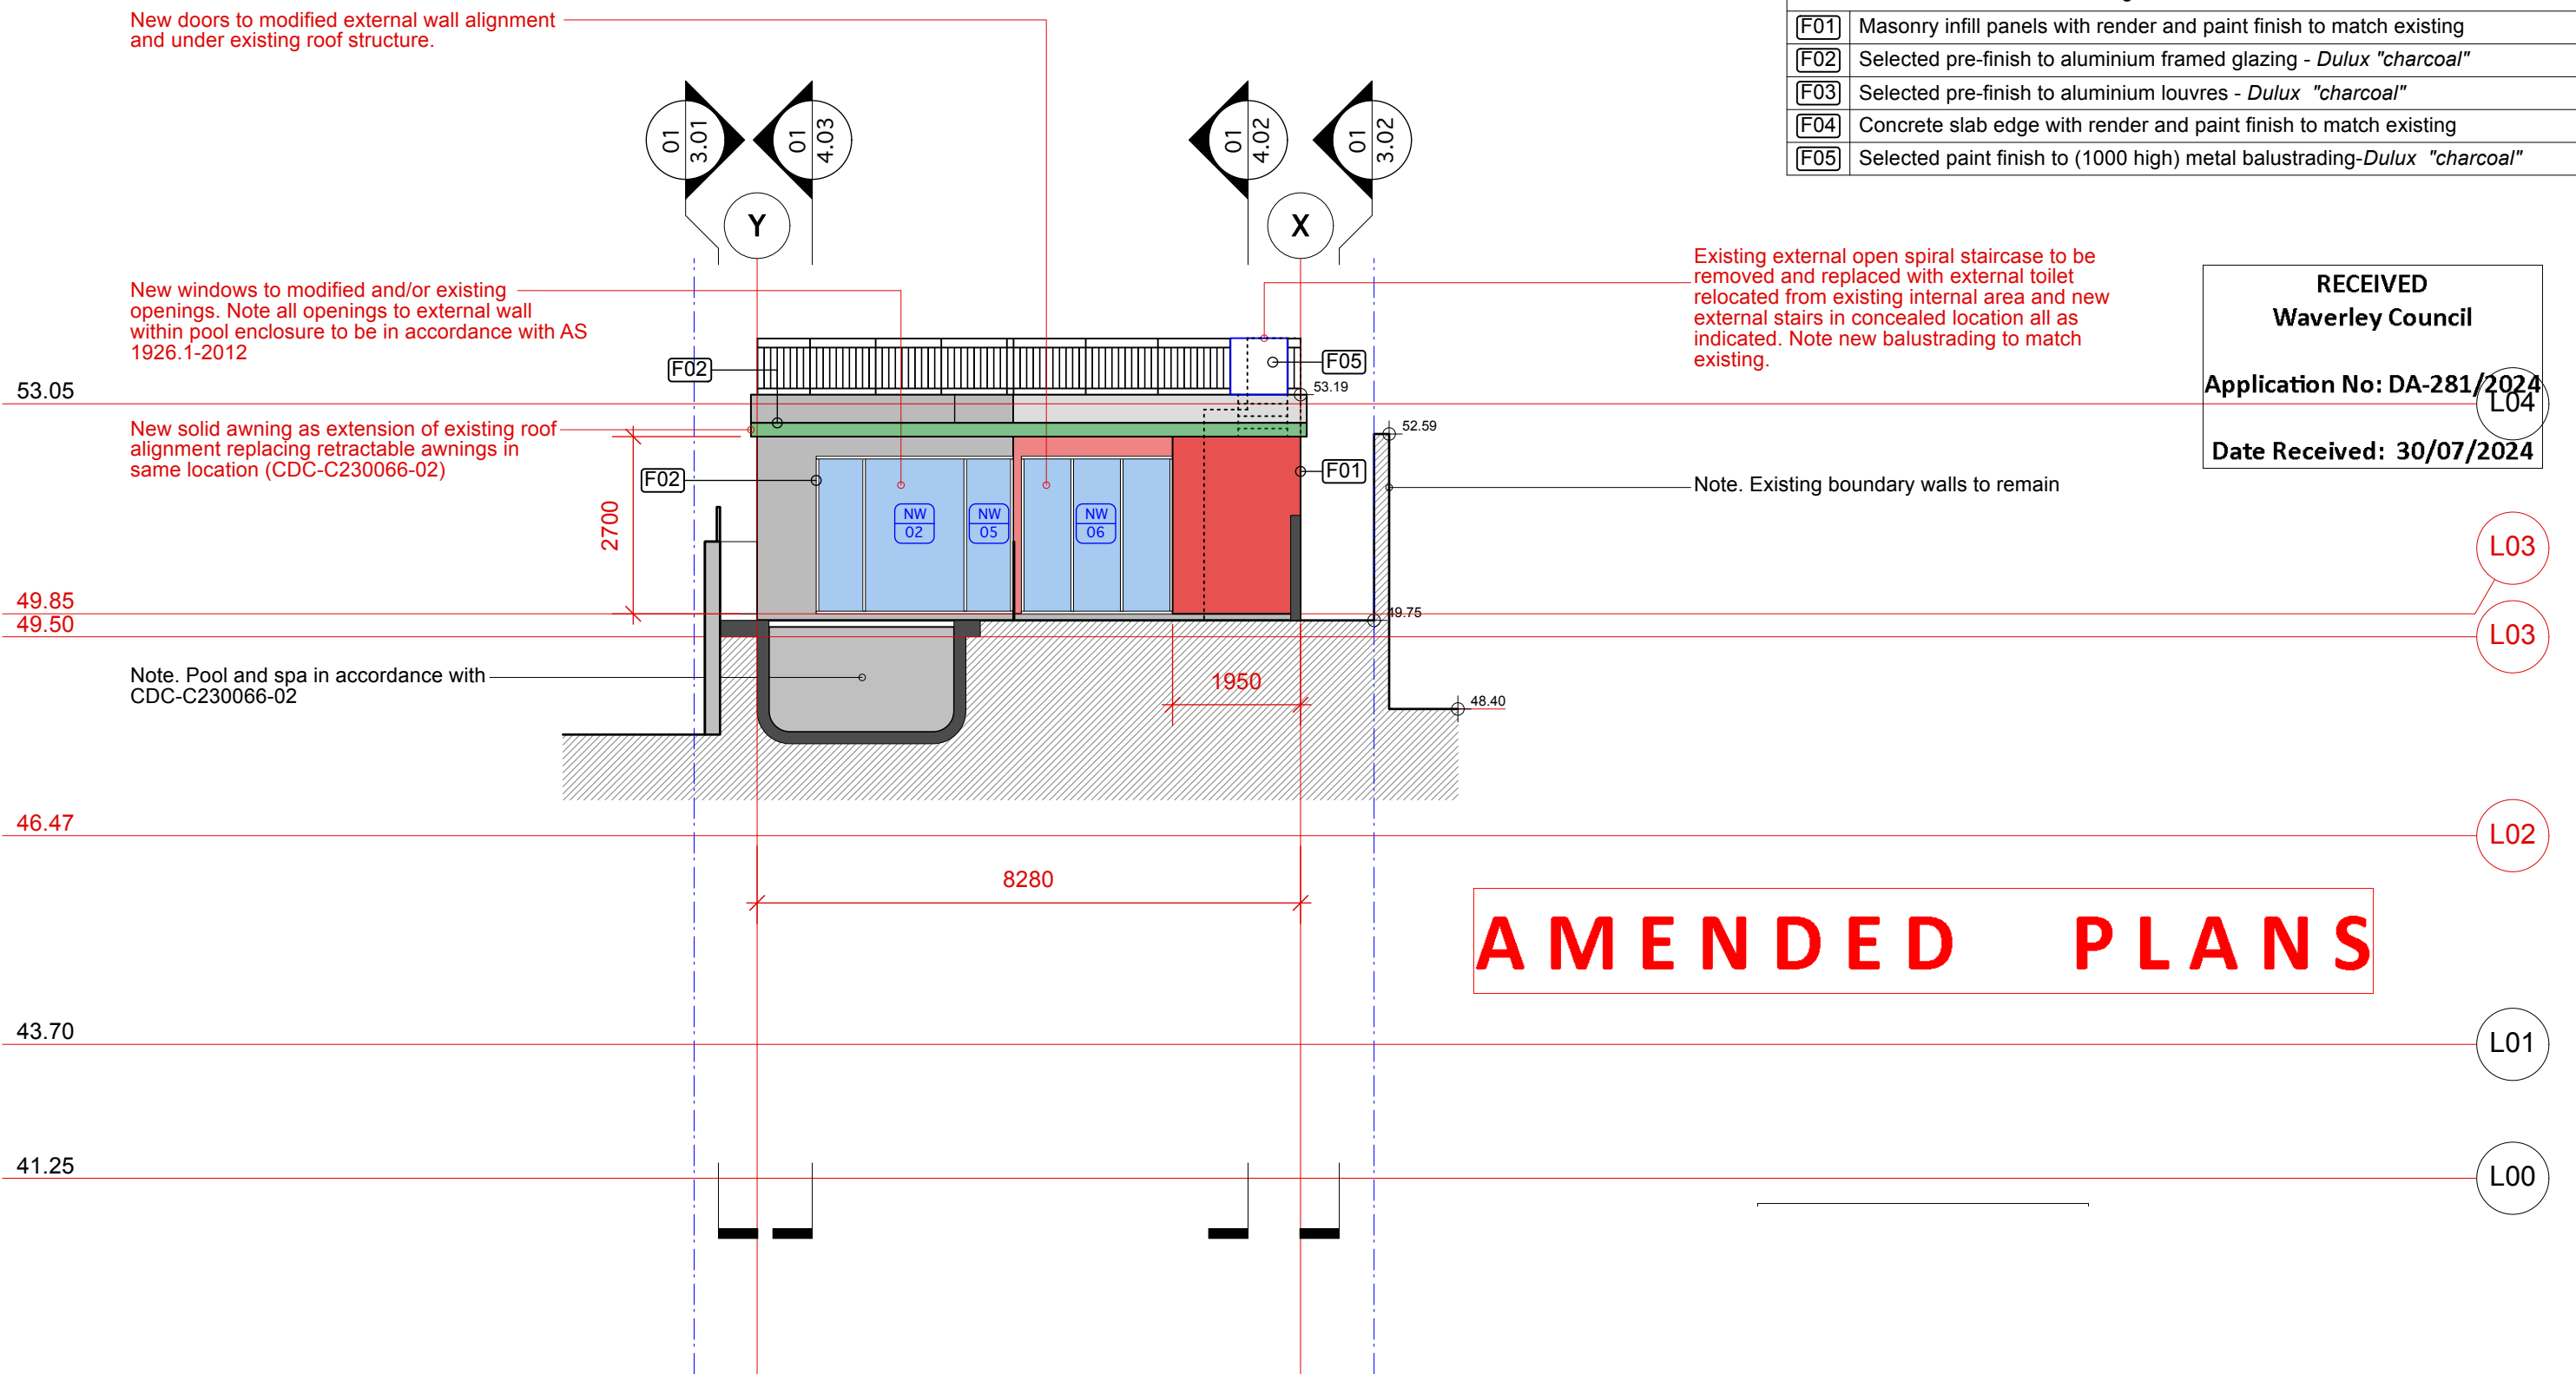 New doors to modified external wall alignment
and under existing roof structure.
F01 Masonry infill panels with render and paint finish to match existing
F02 Selected pre-finish to aluminium framed glazing - Dulux "charcoal"
F03 Selected pre-finish to aluminium louvres - Dulux "charcoal"
F04 Concrete slab edge with render and paint finish to match existing
F05 Selected paint finish to (1000 high) metal balustrading-Dulux "charcoal"
01
3.01
01
4.03
01
4.02
01
3.02
Y
X
New windows to modified and/or existing
openings. Note all openings to external wall
within pool enclosure to be in accordance with AS
1926.1-2012
Existing external open spiral staircase to be
removed and replaced with external toilet
relocated from existing internal area and new
external stairs in concealed location all as
indicated. Note new balustrading to match
existing.
RECEIVED
Waverley Council
Application No: DA-281/2024
Date Received: 30/07/2024
F02
F05
53.19
53.05
L04
New solid awning as extension of existing roof
alignment replacing retractable awnings in
same location (CDC-C230066-02)
52.59
F02
F01
Note. Existing boundary walls to remain
2700
NW
02
NW
05
NW
06
L03
49.85
49.75
49.50
L03
Note. Pool and spa in accordance with
CDC-C230066-02
1950
48.40
46.47
L02
8280
AMENDED PLANS
43.70
L01
41.25
L00